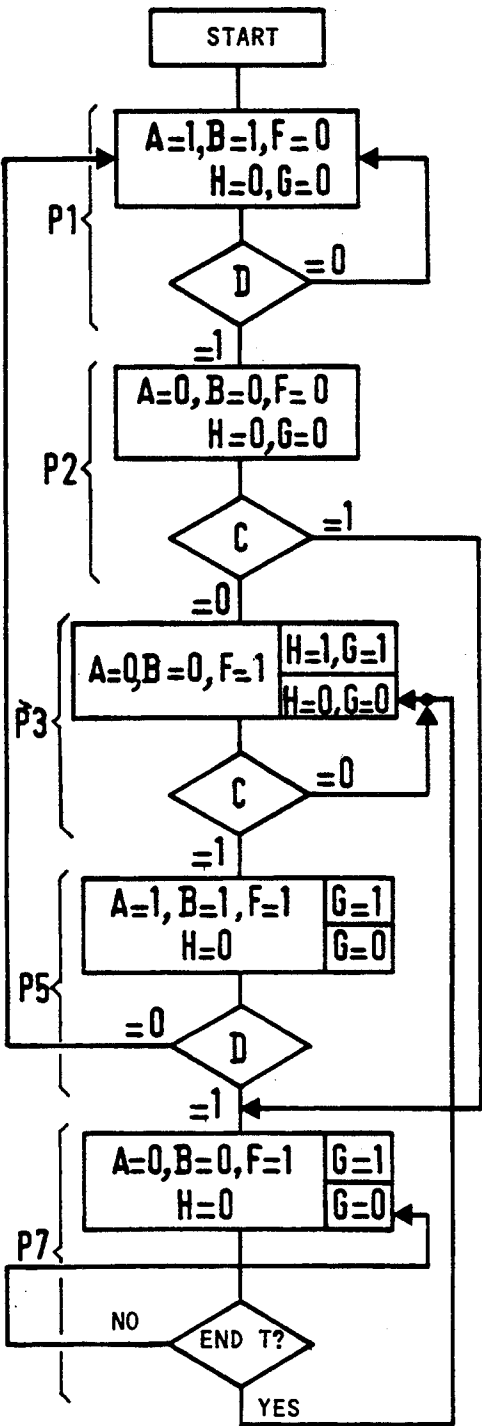 START
A=1, B=1, F=0
H=0, G=0
P1
D
=0
=1
A=0, B=0, F=0
H=0, G=0
P2
C
=1
=0
A=0, B=0, F=1
H=1, G=1
H=0, G=0
P3
C
=0
=1
A=1, B=1, F=1
H=0
G=1
G=0
P5
=0
D
=1
A=0, B=0, F=1
H=0
G=1
G=0
P7
NO
END T?
YES